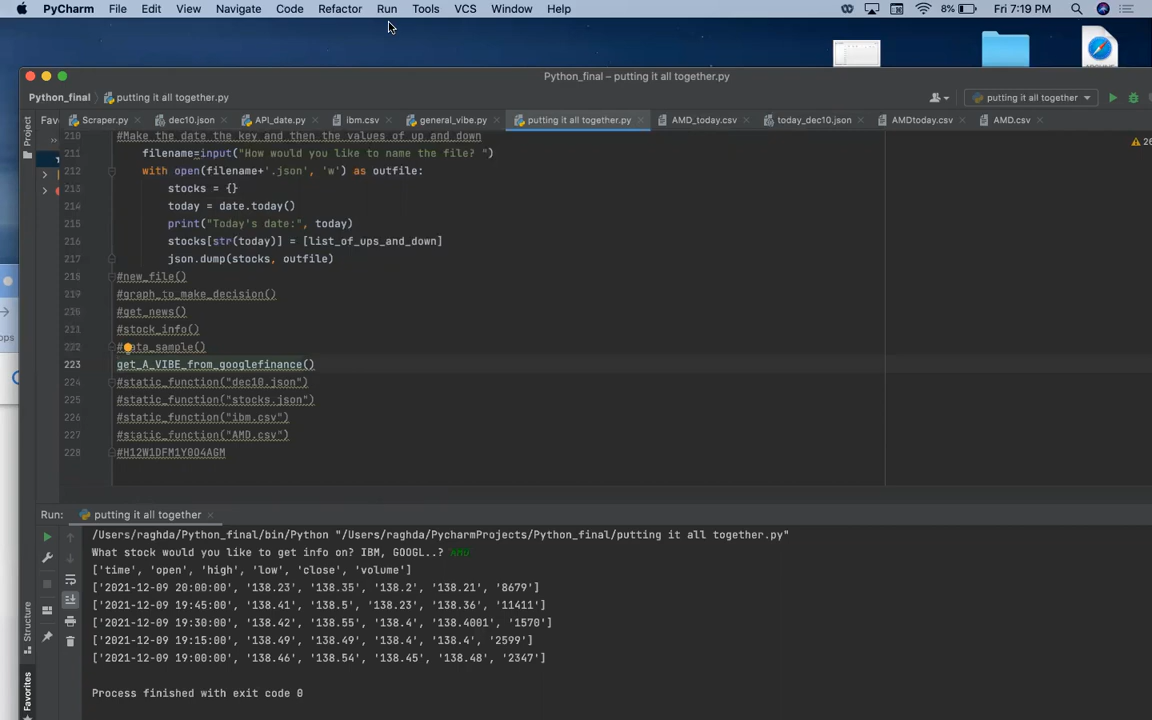 PyCharm File Edit View Navigate Code Refactor Run Tools VCS Window Help 8% Fri 7:19 PM
Python_final – putting it all together.py
Python_final putting it all together.py putting it all together
Project
Fav Scraper.py dec10.json API_date.py ibm.csv general_vibe.py putting it all together.py AMD_today.csv today_dec10.json AMDtoday.csv AMD.csv
210 #Make the date the key and then the values of up and down
211 filename=input("How would you like to name the file? ")
212 with open(filename+'.json', 'w') as outfile:
213 stocks = {}
214 today = date.today()
215 print("Today's date:", today)
216 stocks[str(today)] = [list_of_ups_and_down]
217 json.dump(stocks, outfile)
218 #new_file()
219 #graph_to_make_decision()
220 #get_news()
221 #stock_info()
222 #data_sample()
223 get_A_VIBE_from_googlefinance()
224 #static_function("dec10.json")
225 #static_function("stocks.json")
226 #static_function("ibm.csv")
227 #static_function("AMD.csv")
228 #H12W1DFM1Y0O4AGM
Run: putting it all together
/Users/raghda/Python_final/bin/Python "/Users/raghda/PycharmProjects/Python_final/putting it all together.py"
What stock would you like to get info on? IBM, GOOGL..? AMD
['time', 'open', 'high', 'low', 'close', 'volume']
['2021-12-09 20:00:00', '138.23', '138.35', '138.2', '138.21', '8679']
['2021-12-09 19:45:00', '138.41', '138.5', '138.23', '138.36', '11411']
['2021-12-09 19:30:00', '138.42', '138.55', '138.4', '138.4001', '1570']
['2021-12-09 19:15:00', '138.49', '138.49', '138.4', '138.4', '2599']
['2021-12-09 19:00:00', '138.46', '138.54', '138.45', '138.48', '2347']
Process finished with exit code 0
Structure
Favorites